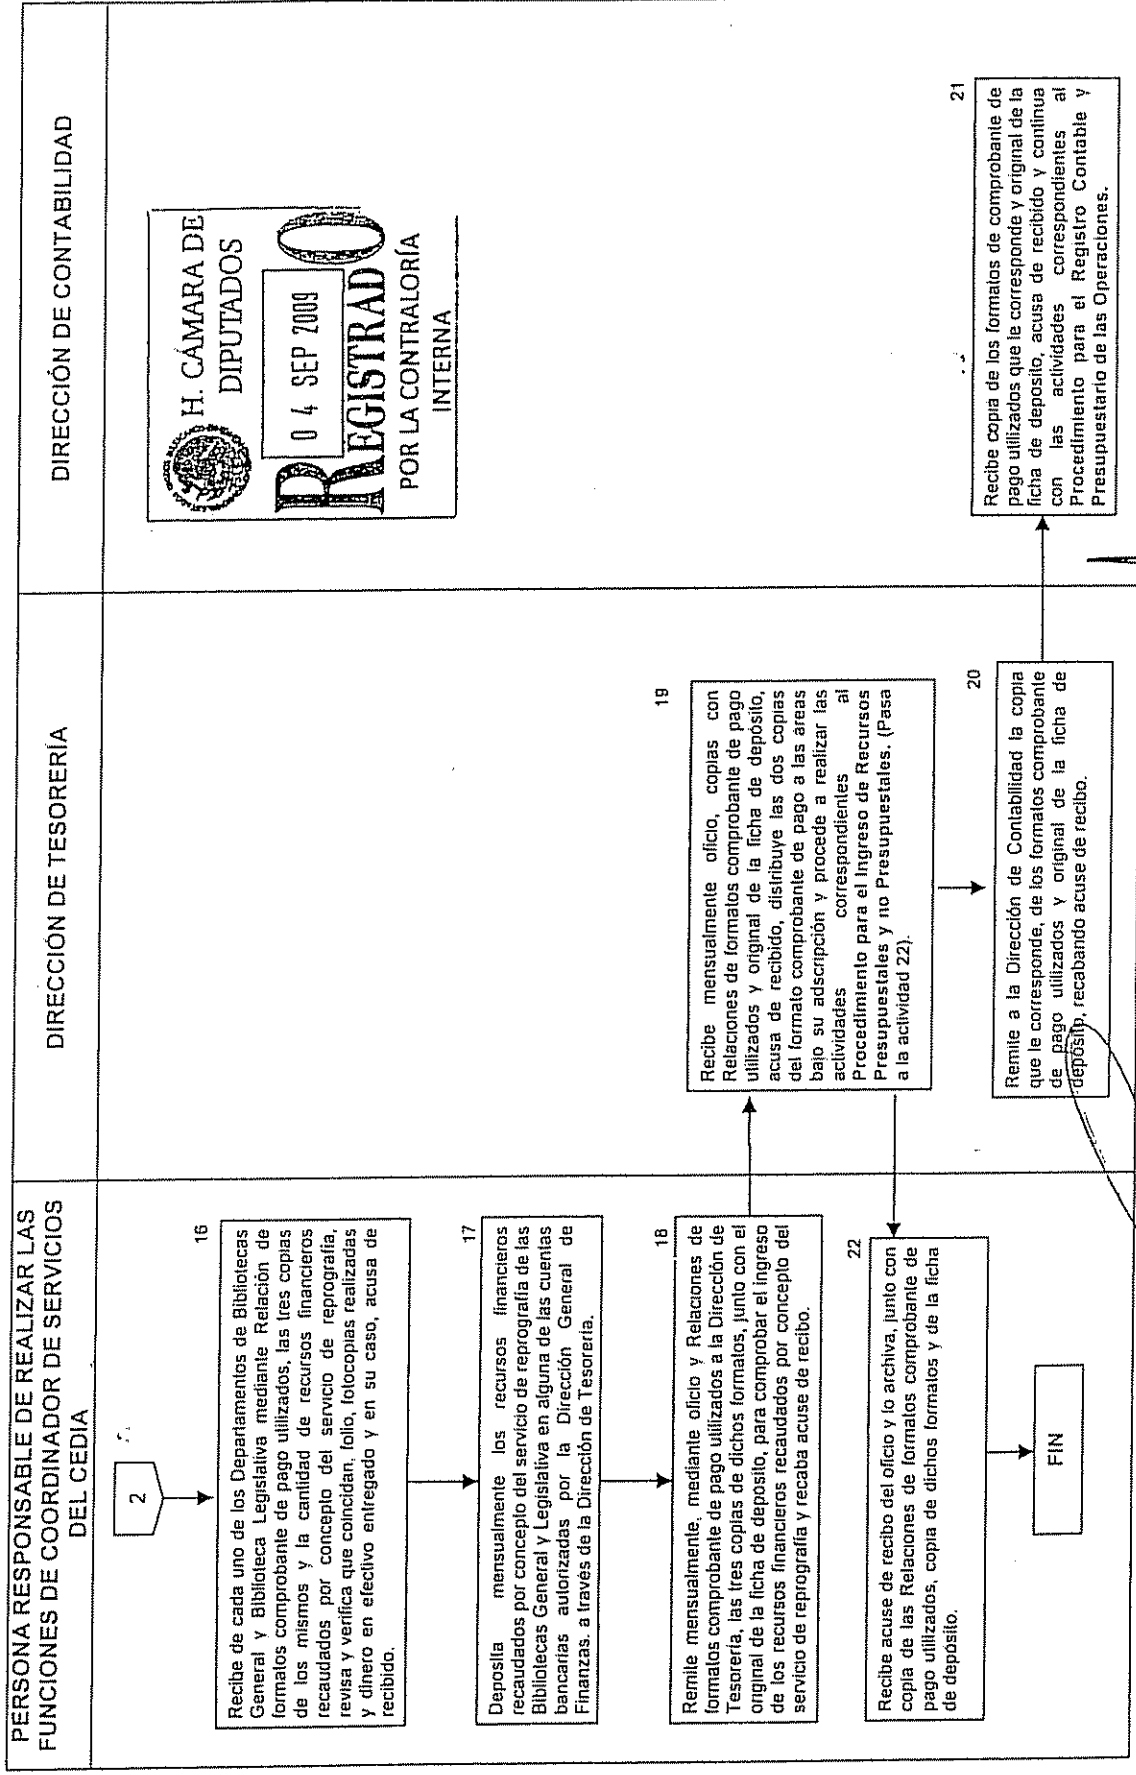 PERSONA RESPONSABLE DE REALIZAR LAS
FUNCIONES DE COORDINADOR DE SERVICIOS
DEL CEDIA
DIRECCIÓN DE TESORERÍA
DIRECCIÓN DE CONTABILIDAD
H. CÁMARA DE
DIPUTADOS
0 4 SEP 2009
REGISTRADO
POR LA CONTRALORÍA
INTERNA
2
16
Recibe de cada uno de los Departamentos de Bibliotecas
General y Biblioteca Legislativa mediante Relación de
formatos comprobante de pago utilizados, las tres copias
de los mismos y la cantidad de recursos financieros
recaudados por concepto del servicio de reprografía,
revisa y verifica que coincidan, folio, fotocopias realizadas
y dinero en efectivo entregado y en su caso, acusa de
recibido.
17
Deposita mensualmente los recursos financieros
recaudados por concepto del servicio de reprografía de las
Bibliotecas General y Legislativa en alguna de las cuentas
bancarias autorizadas por la Dirección General de
Finanzas. a través de la Dirección de Tesorería.
18
Remite mensualmente, mediante oficio y Relaciones de
formatos comprobante de pago utilizados a la Dirección de
Tesorería, las tres copias de dichos formatos, junto con el
original de la ficha de deposito, para comprobar el ingreso
de los recursos financieros recaudados por concepto del
servicio de reprografía y recaba acuse de recibo.
19
Recibe mensualmente oficio, copias con
Relaciones de formatos comprobante de pago
utilizados y original de la ficha de depósito,
acusa de recibido, distribuye las dos copias
del formato comprobante de pago a las áreas
bajo su adscripción y procede a realizar las
actividades correspondientes al
Procedimiento para el Ingreso de Recursos
Presupuestales y no Presupuestales. (Pasa
a la actividad 22).
20
Remite a la Dirección de Contabilidad la copia
que le corresponde, de los formatos comprobante
de pago utilizados y original de la ficha de
depósito, recabando acuse de recibo.
21
Recibe copia de los formatos de comprobante de
pago utilizados que le corresponde y original de la
ficha de deposito, acusa de recibido y continua
con las actividades correspondientes al
Procedimiento para el Registro Contable y
Presupuestario de las Operaciones.
22
Recibe acuse de recibo del oficio y lo archiva, junto con
copia de las Relaciones de formatos comprobante de
pago utilizados, copia de dichos formatos y de la ficha
de depósito.
FIN